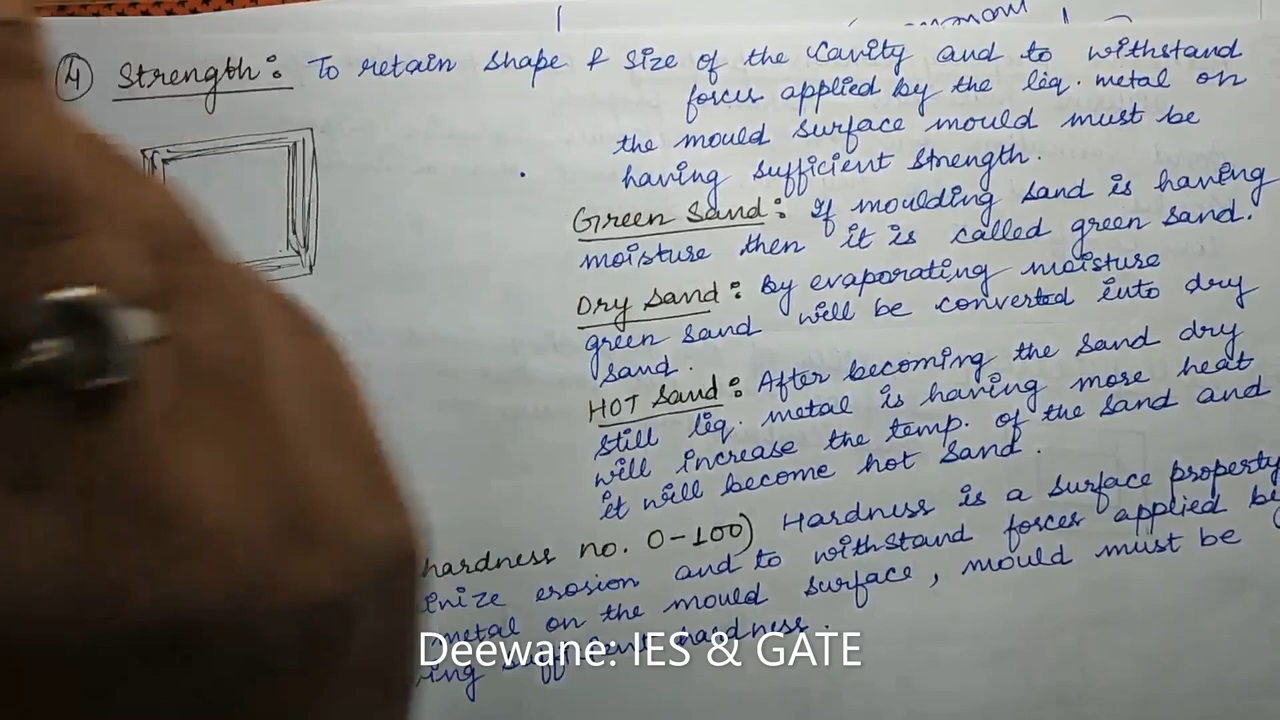 ④ Strength: To retain shape & size of the cavity and to withstand
forces applied by the liq. metal on
the mould surface mould must be
having sufficient strength.
Green Sand: If moulding sand is having
moisture then it is called green sand.
Dry Sand: By evaporating moisture
green sand will be converted into dry
sand.
HOT Sand: After becoming the sand dry
still liq. metal is having more heat
will increase the temp. of the sand and
it will become hot sand.
hardness no. 0-100) Hardness is a surface property
erosion and to withstand forces applied
metal on the mould surface, mould must be
hardness.
Deewane: IES & GATE